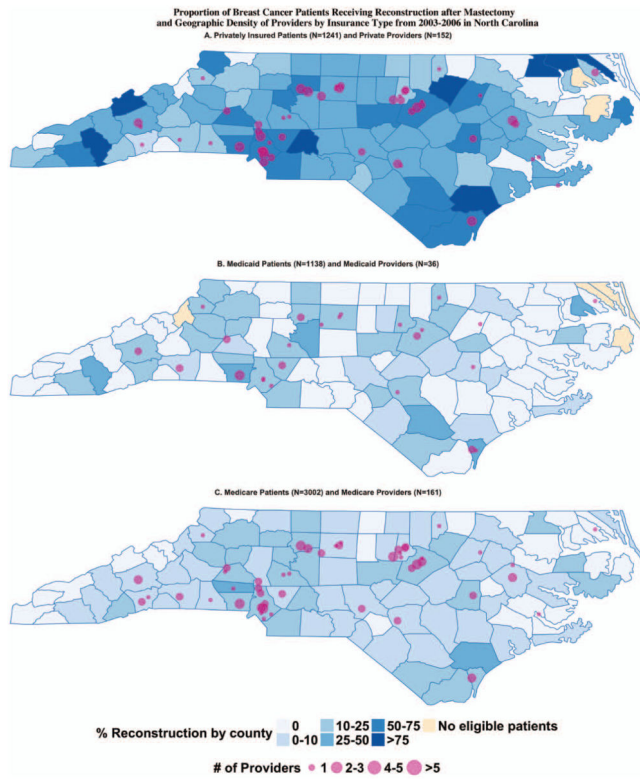 Proportion of Breast Cancer Patients Receiving Reconstruction after Mastectomy
and Geographic Density of Providers by Insurance Type from 2003-2006 in North Carolina
A. Privately Insured Patients (N=1241) and Private Providers (N=152)
B. Medicaid Patients (N=1138) and Medicaid Providers (N=36)
C. Medicare Patients (N=3002) and Medicare Providers (N=161)
% Reconstruction by county
0 10-25 50-75 No eligible patients
0-10 25-50 >75
# of Providers 1 2-3 4-5 >5